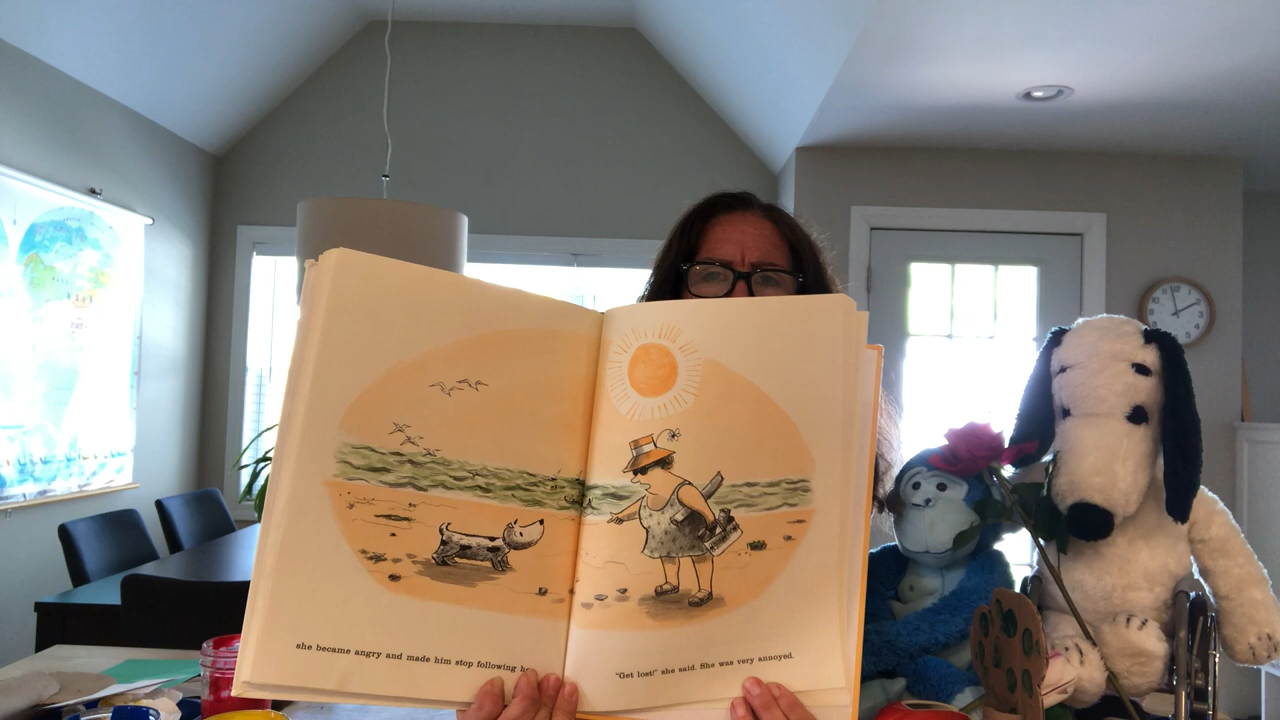 she became angry and made him stop following
"Get lost!" she said. She was very annoyed.